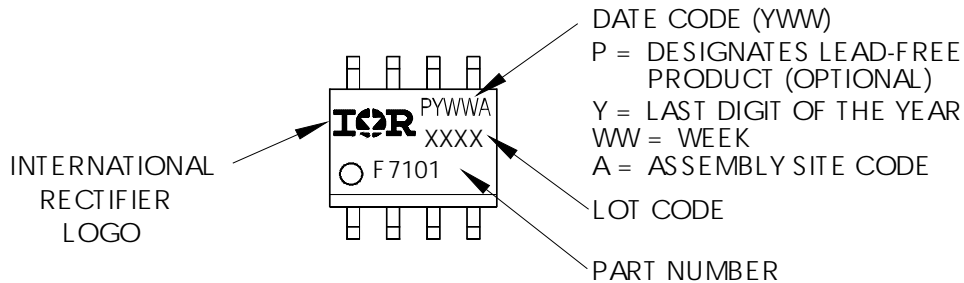 DATE CODE (YWW)
P = DESIGNATES LEAD-FREE
PRODUCT (OPTIONAL)
Y = LAST DIGIT OF THE YEAR
WW = WEEK
A = ASSEMBLY SITE CODE
LOT CODE
PART NUMBER
INTERNATIONAL
RECTIFIER
LOGO
IOR
PYWWA
XXXX
F7101